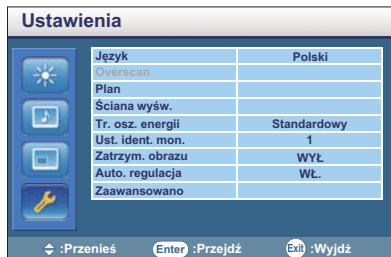 Ustawienia
Język Polski
Overscan
Plan
Ściana wyśw.
Tr. osz. energii Standardowy
Ust. ident. mon. 1
Zatrzym. obrazu WYŁ
Auto. regulacja WŁ.
Zaawansowano
:Przenieś Enter :Przejdź Exit :Wyjdż